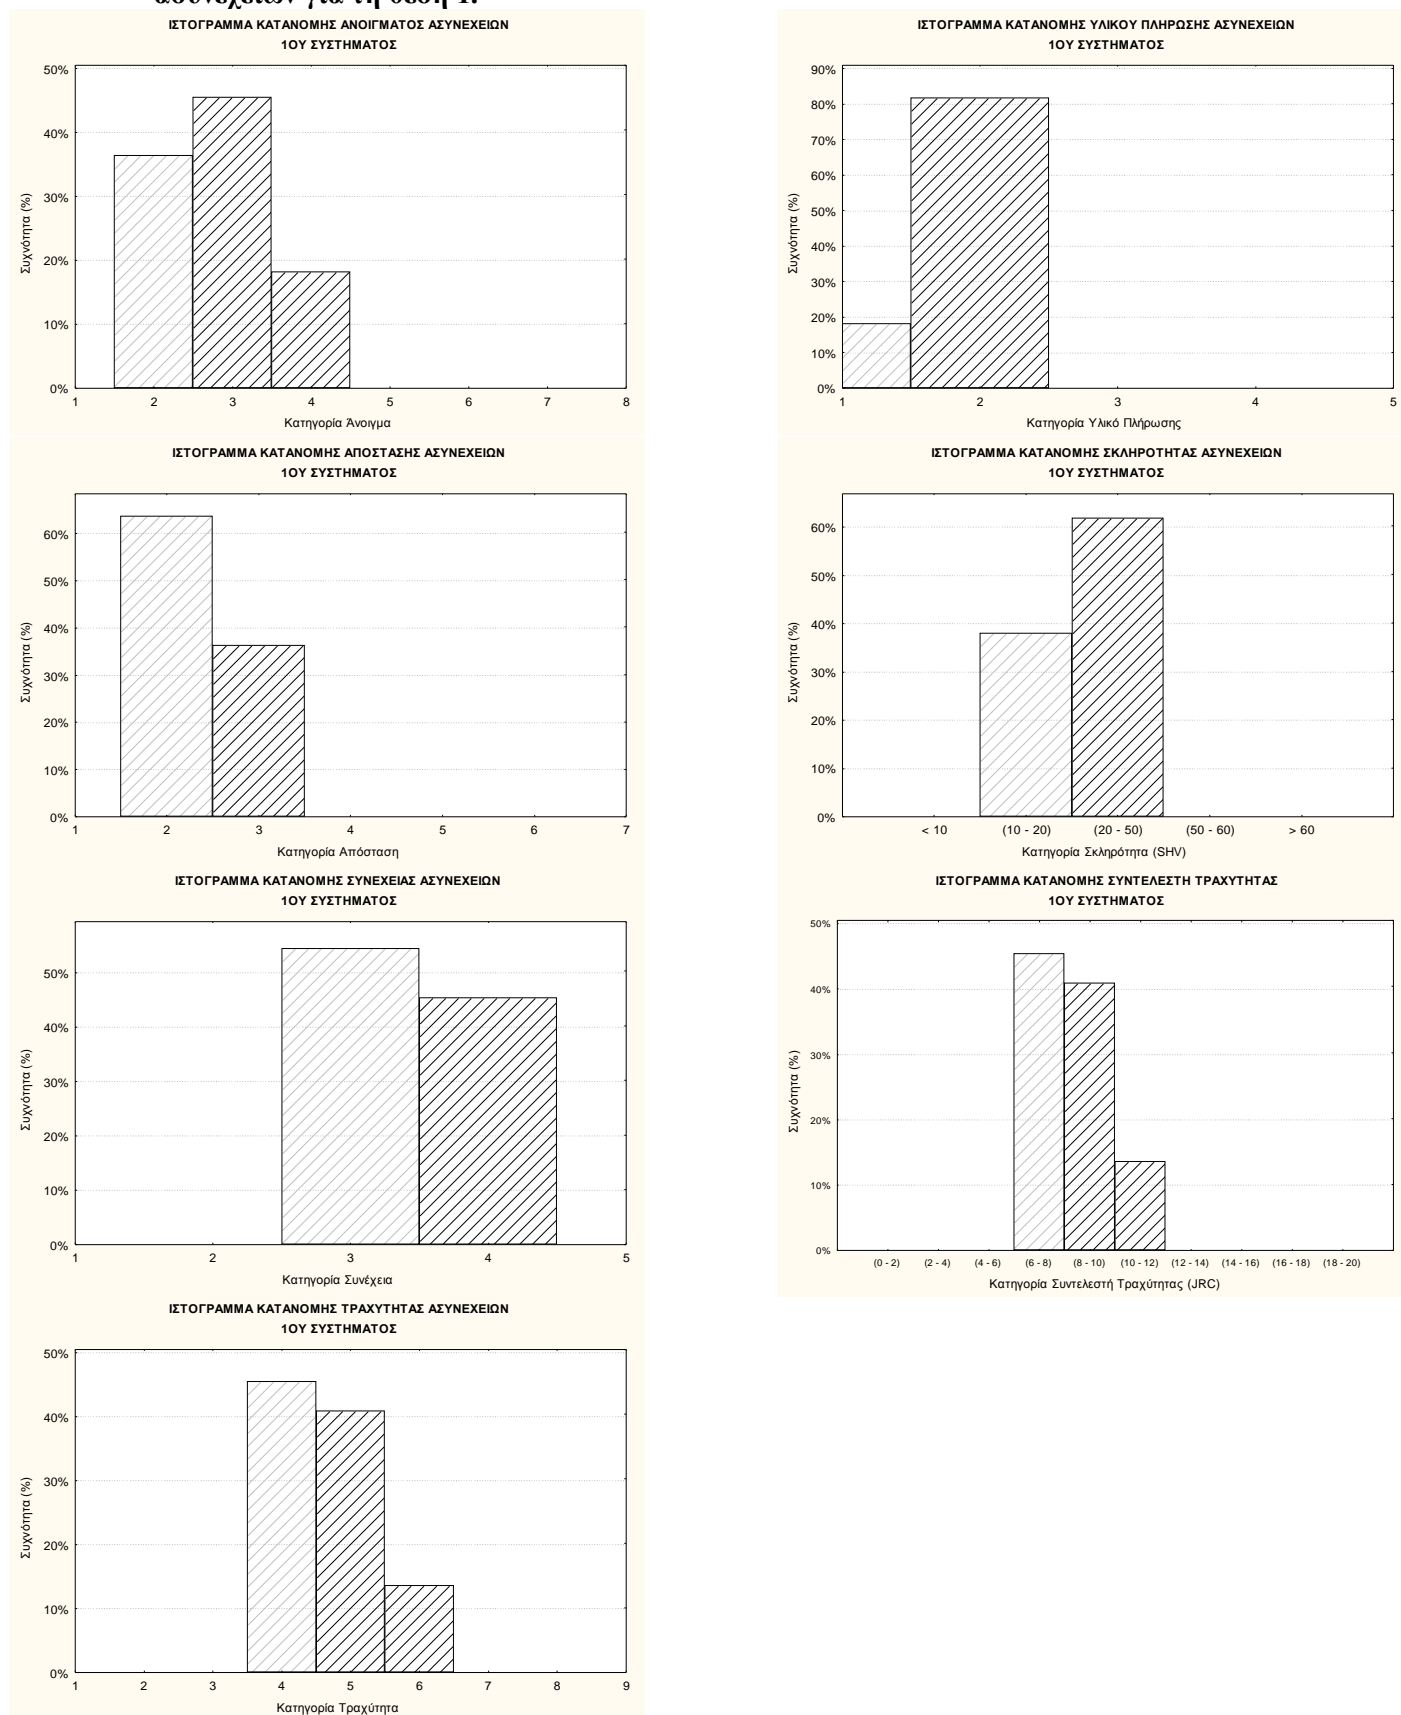 ασυνεχειών για τη θέση 1.
ΙΣΤΟΓΡΑΜΜΑ ΚΑΤΑΝΟΜΗΣ ΑΝΟΙΓΜΑΤΟΣ ΑΣΥΝΕΧΕΙΩΝ
1ΟΥ ΣΥΣΤΗΜΑΤΟΣ
50%
40%
30%
20%
10%
0%
Συχνότητα (%)
1 2 3 4 5 6 7 8
Κατηγορία Άνοιγμα
ΙΣΤΟΓΡΑΜΜΑ ΚΑΤΑΝΟΜΗΣ ΥΛΙΚΟΥ ΠΛΗΡΩΣΗΣ ΑΣΥΝΕΧΕΙΩΝ
1ΟΥ ΣΥΣΤΗΜΑΤΟΣ
90%
80%
70%
60%
50%
40%
30%
20%
10%
0%
Συχνότητα (%)
1 2 3 4 5
Κατηγορία Υλικό Πλήρωσης
ΙΣΤΟΓΡΑΜΜΑ ΚΑΤΑΝΟΜΗΣ ΑΠΟΣΤΑΣΗΣ ΑΣΥΝΕΧΕΙΩΝ
1ΟΥ ΣΥΣΤΗΜΑΤΟΣ
60%
50%
40%
30%
20%
10%
0%
Συχνότητα (%)
1 2 3 4 5 6 7
Κατηγορία Απόσταση
ΙΣΤΟΓΡΑΜΜΑ ΚΑΤΑΝΟΜΗΣ ΣΚΛΗΡΟΤΗΤΑΣ ΑΣΥΝΕΧΕΙΩΝ
1ΟΥ ΣΥΣΤΗΜΑΤΟΣ
60%
50%
40%
30%
20%
10%
0%
Συχνότητα (%)
< 10 (10 - 20) (20 - 50) (50 - 60) > 60
Κατηγορία Σκληρότητα (SHV)
ΙΣΤΟΓΡΑΜΜΑ ΚΑΤΑΝΟΜΗΣ ΣΥΝΕΧΕΙΑΣ ΑΣΥΝΕΧΕΙΩΝ
1ΟΥ ΣΥΣΤΗΜΑΤΟΣ
50%
40%
30%
20%
10%
0%
Συχνότητα (%)
1 2 3 4 5
Κατηγορία Συνέχεια
ΙΣΤΟΓΡΑΜΜΑ ΚΑΤΑΝΟΜΗΣ ΣΥΝΤΕΛΕΣΤΗ ΤΡΑΧΥΤΗΤΑΣ
1ΟΥ ΣΥΣΤΗΜΑΤΟΣ
50%
40%
30%
20%
10%
0%
Συχνότητα (%)
(0 - 2) (2 - 4) (4 - 6) (6 - 8) (8 - 10) (10 - 12) (12 - 14) (14 - 16) (16 - 18) (18 - 20)
Κατηγορία Συντελεστή Τραχύτητας (JRC)
ΙΣΤΟΓΡΑΜΜΑ ΚΑΤΑΝΟΜΗΣ ΤΡΑΧΥΤΗΤΑΣ ΑΣΥΝΕΧΕΙΩΝ
1ΟΥ ΣΥΣΤΗΜΑΤΟΣ
50%
40%
30%
20%
10%
0%
Συχνότητα (%)
1 2 3 4 5 6 7 8 9
Κατηγορία Τραχύτητα